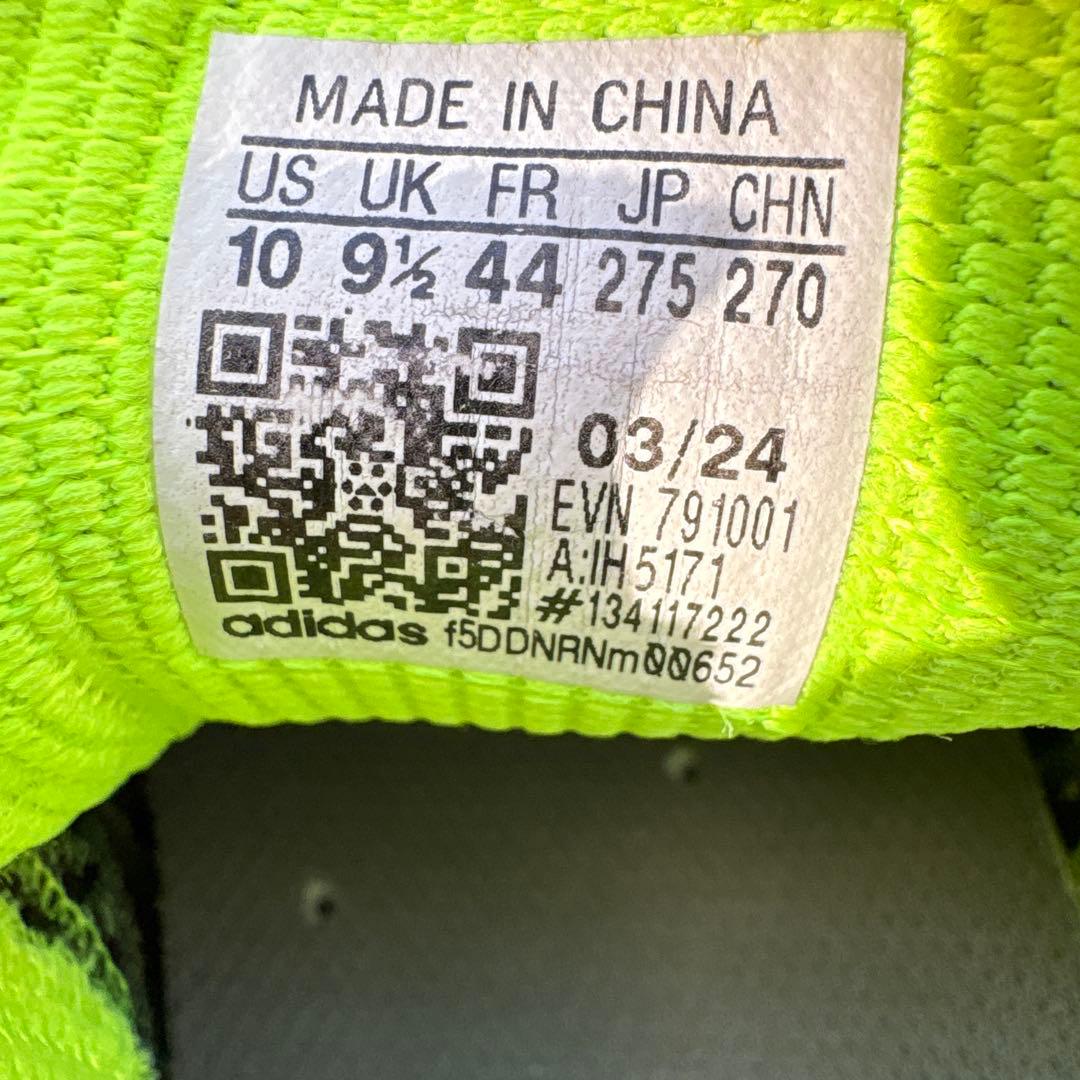 MADE IN CHINA
US UK FR JP CHN
10 9½ 44 275 270
03/24
EVN 791001
A:IH5171
#134117222
adidas f5DDNRNm00652